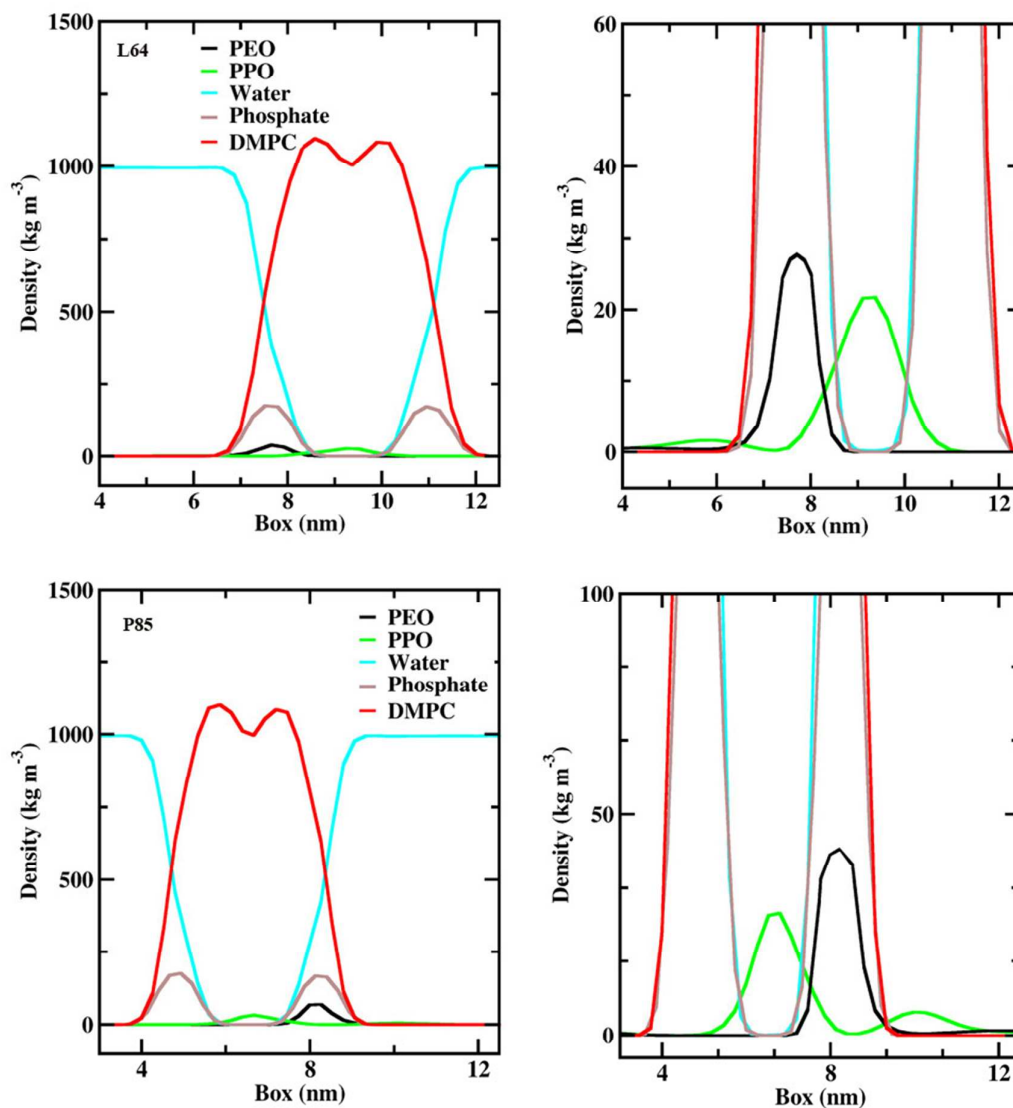 1500
L64
PEO
PPO
Water
Phosphate
DMPC
1000
500
0
Density (kg m⁻³)
4 6 8 10 12
Box (nm)
60
40
20
0
Density (kg m⁻³)
4 6 8 10 12
Box (nm)
1500
P85
PEO
PPO
Water
Phosphate
DMPC
1000
500
0
Density (kg m⁻³)
4 8 12
Box (nm)
100
50
0
Density (kg m⁻³)
4 8 12
Box (nm)